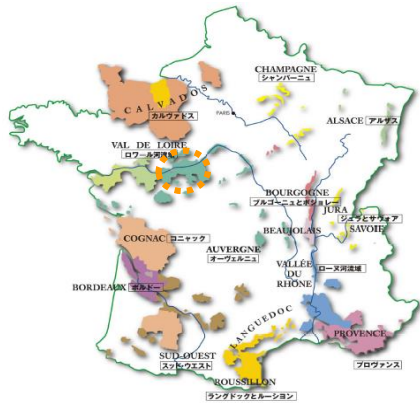 CHAMPAGNE
シャンパーニュ
CALVADOS
カルヴァドス
PARIS
ALSACE アルザス
VAL DE LOIRE
ロワール河流域
BOURGOGNE
ブルゴーニュとボジョレー
JURA
ジュラとサヴォア
SAVOIE
BEAUJOLAIS
COGNAC コニャック
AUVERGNE
オーヴェルニュ
VALLÉE
DU
RHÔNE
ローヌ河流域
BORDEAUX ボルドー
LANGUEDOC
PROVENCE
プロヴァンス
SUD-OUEST
スッド・ウエスト
ROUSSILLON
ラングドックとルーション